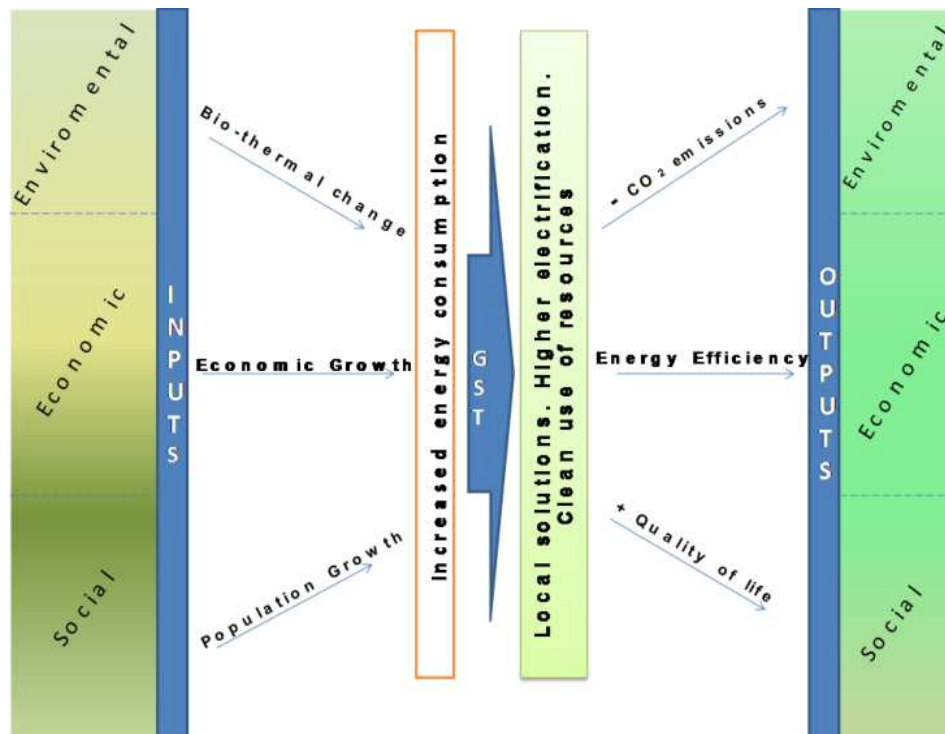 Enviromental
Economic
Social
INPUTS
Bio-thermal change
Economic Growth
Population Growth
Increased energy consumption
GST
Local solutions. Higher electrification.
Clean use of resources
- CO₂ emissions
Energy Efficiency
+ Quality of life
OUTPUTS
Enviromental
Economic
Social